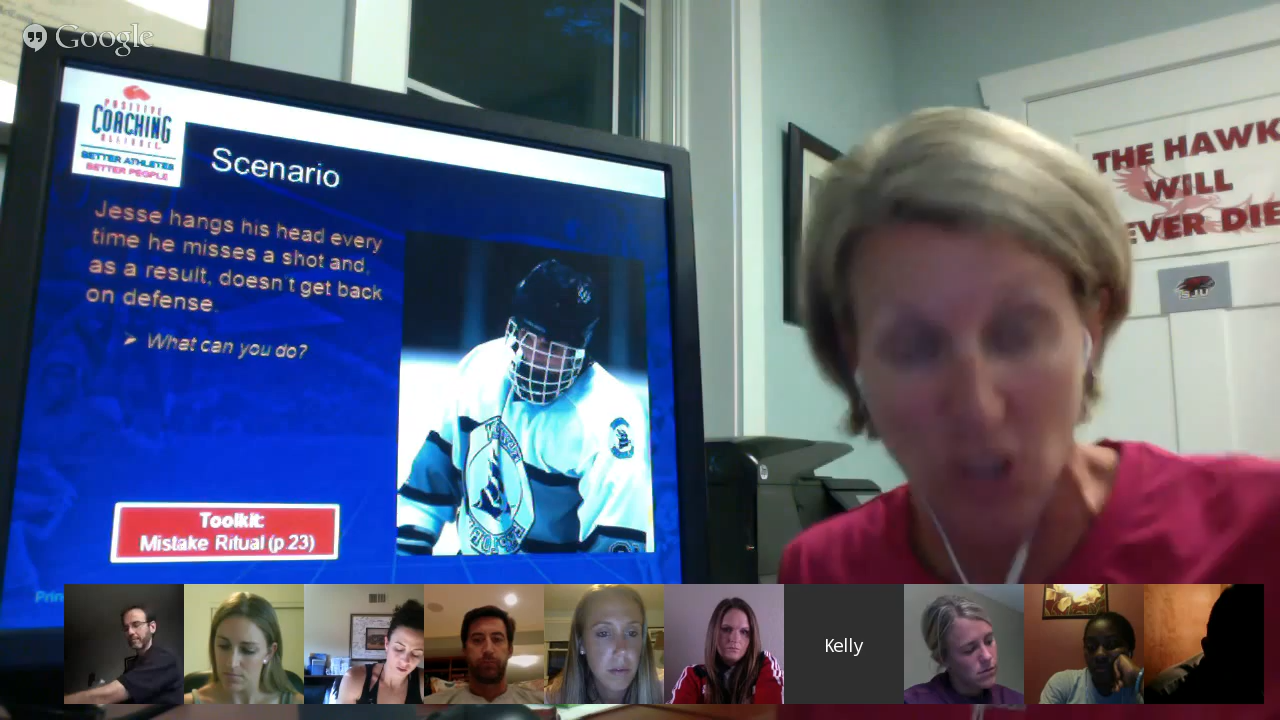 Google
POSITIVE
COACHING
ALLIANCE
BETTER ATHLETES
BETTER PEOPLE
Scenario
Jesse hangs his head every
time he misses a shot and,
as a result, doesn't get back
on defense.
➢ What can you do?
Toolkit:
Mistake Ritual (p.23)
THE HAWK
WILL
EVER DIE
SJU
Kelly